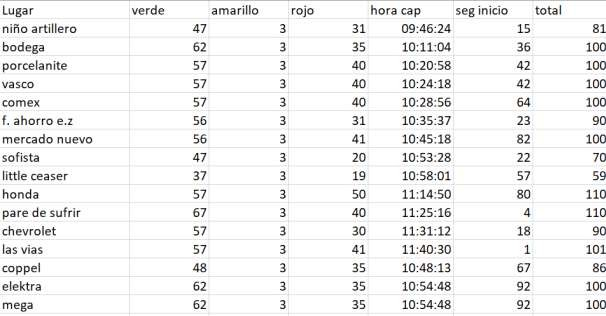 Lugar verde amarillo rojo hora cap seg inicio total
niño artillero 47 3 31 09:46:24 15 81
bodega 62 3 35 10:11:04 36 100
porcelanite 57 3 40 10:20:58 42 100
vasco 57 3 40 10:24:18 42 100
comex 57 3 40 10:28:56 64 100
f. ahorro e.z 56 3 31 10:35:37 23 90
mercado nuevo 56 3 41 10:45:18 82 100
sofista 47 3 20 10:53:28 22 70
little ceaser 37 3 19 10:58:01 57 59
honda 57 3 50 11:14:50 80 110
pare de sufrir 67 3 40 11:25:16 4 110
chevrolet 57 3 30 11:31:12 18 90
las vias 57 3 41 11:40:30 1 101
coppel 48 3 35 10:48:13 67 86
elektra 62 3 35 10:54:48 92 100
mega 62 3 35 10:54:48 92 100